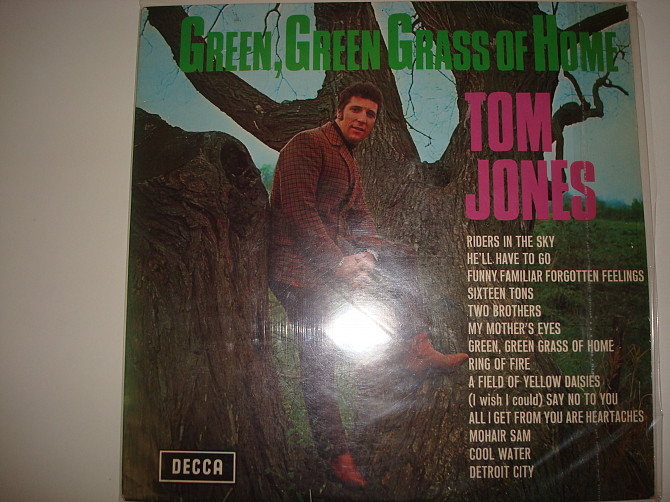 GREEN, GREEN GRASS OF HOME
TOM
JONES
RIDERS IN THE SKY
HE'LL HAVE TO GO
FUNNY FAMILIAR FORGOTTEN FEELINGS
SIXTEEN TONS
TWO BROTHERS
MY MOTHER'S EYES
GREEN, GREEN GRASS OF HOME
RING OF FIRE
A FIELD OF YELLOW DAISIES
(I wish I could) SAY NO TO YOU
ALL I GET FROM YOU ARE HEARTACHES
MOHAIR SAM
COOL WATER
DETROIT CITY
DECCA